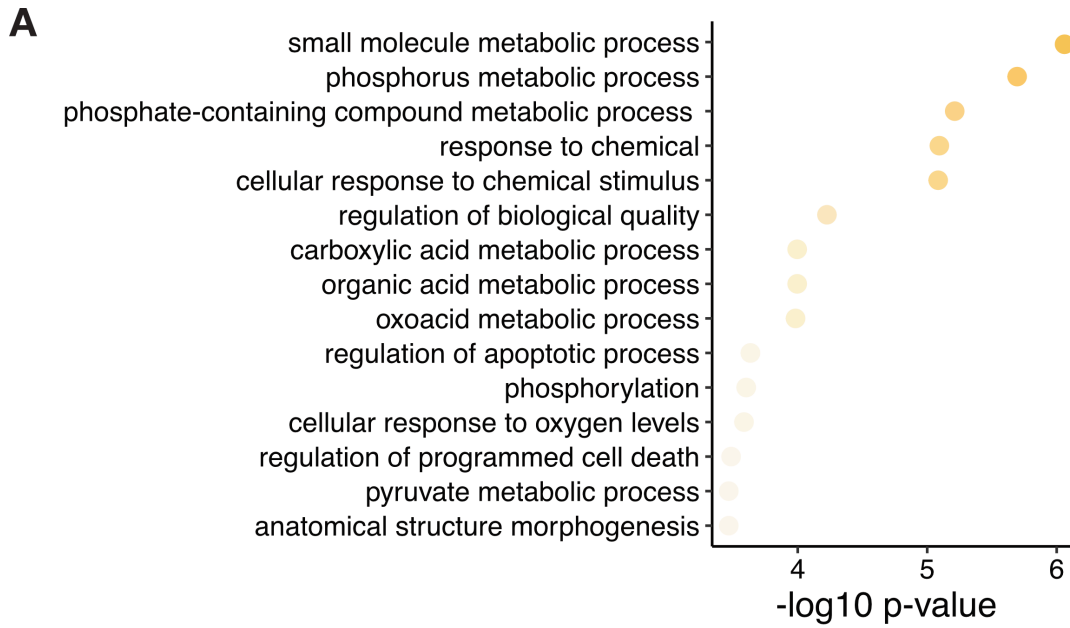 A
small molecule metabolic process
phosphorus metabolic process
phosphate-containing compound metabolic process
response to chemical
cellular response to chemical stimulus
regulation of biological quality
carboxylic acid metabolic process
organic acid metabolic process
oxoacid metabolic process
regulation of apoptotic process
phosphorylation
cellular response to oxygen levels
regulation of programmed cell death
pyruvate metabolic process
anatomical structure morphogenesis
4 5 6
-log10 p-value